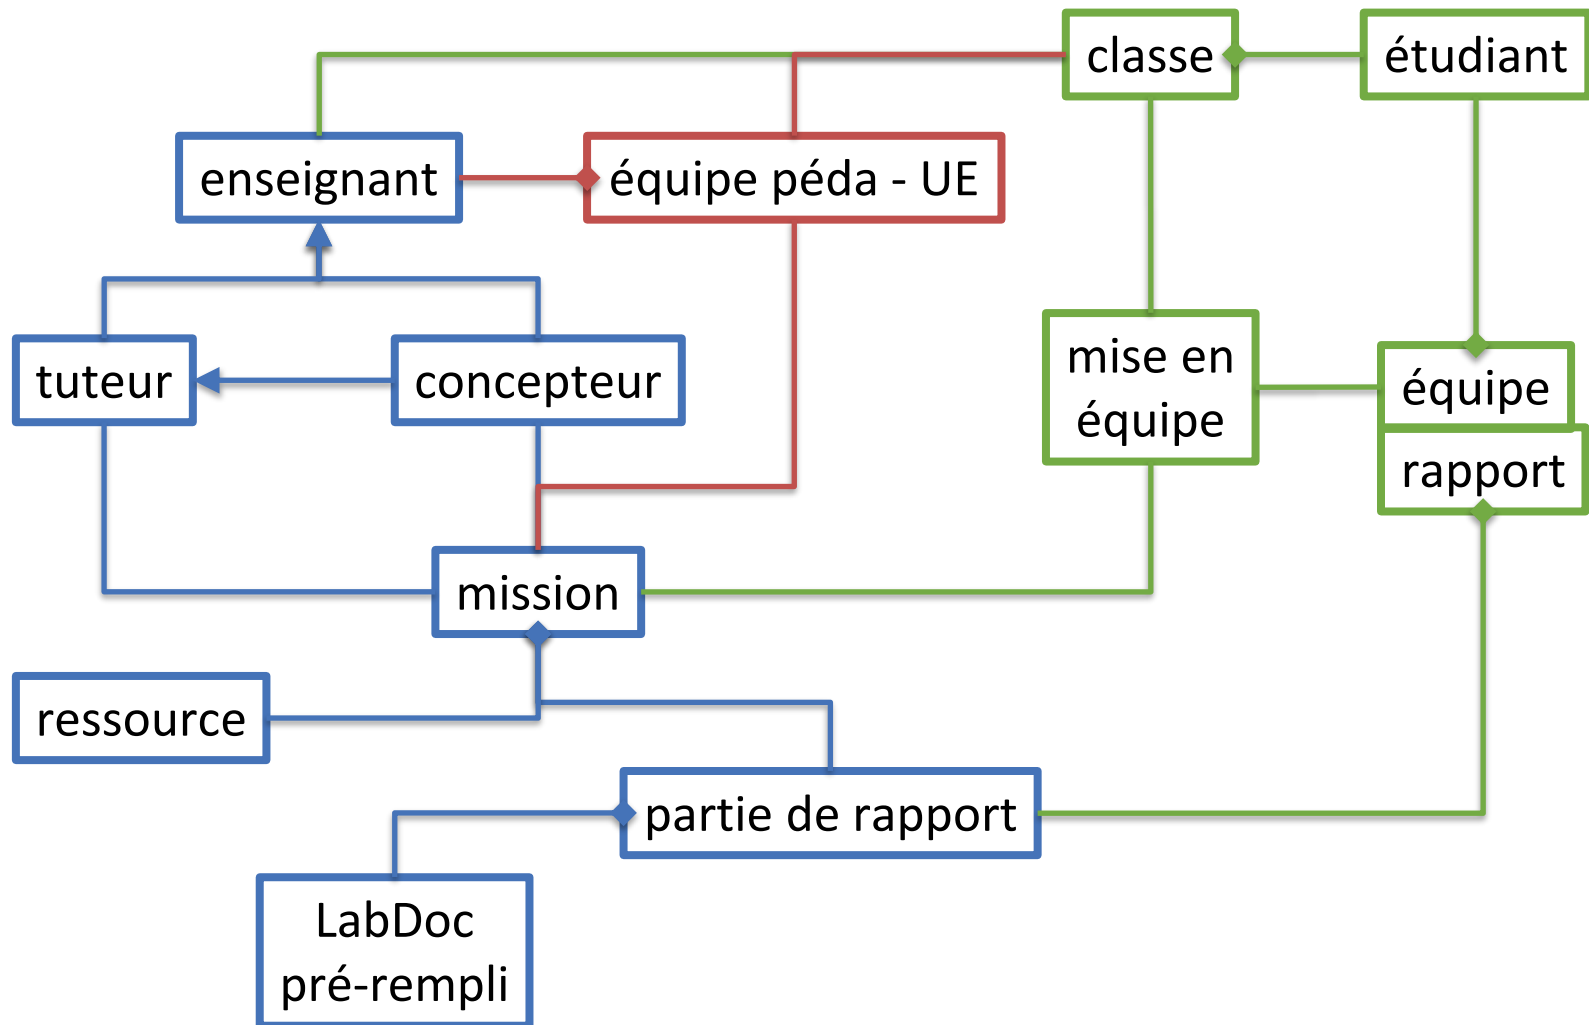 classe
étudiant
enseignant
équipe péda - UE
tuteur
concepteur
mise en
équipe
équipe
rapport
mission
ressource
partie de rapport
LabDoc
pré-rempli